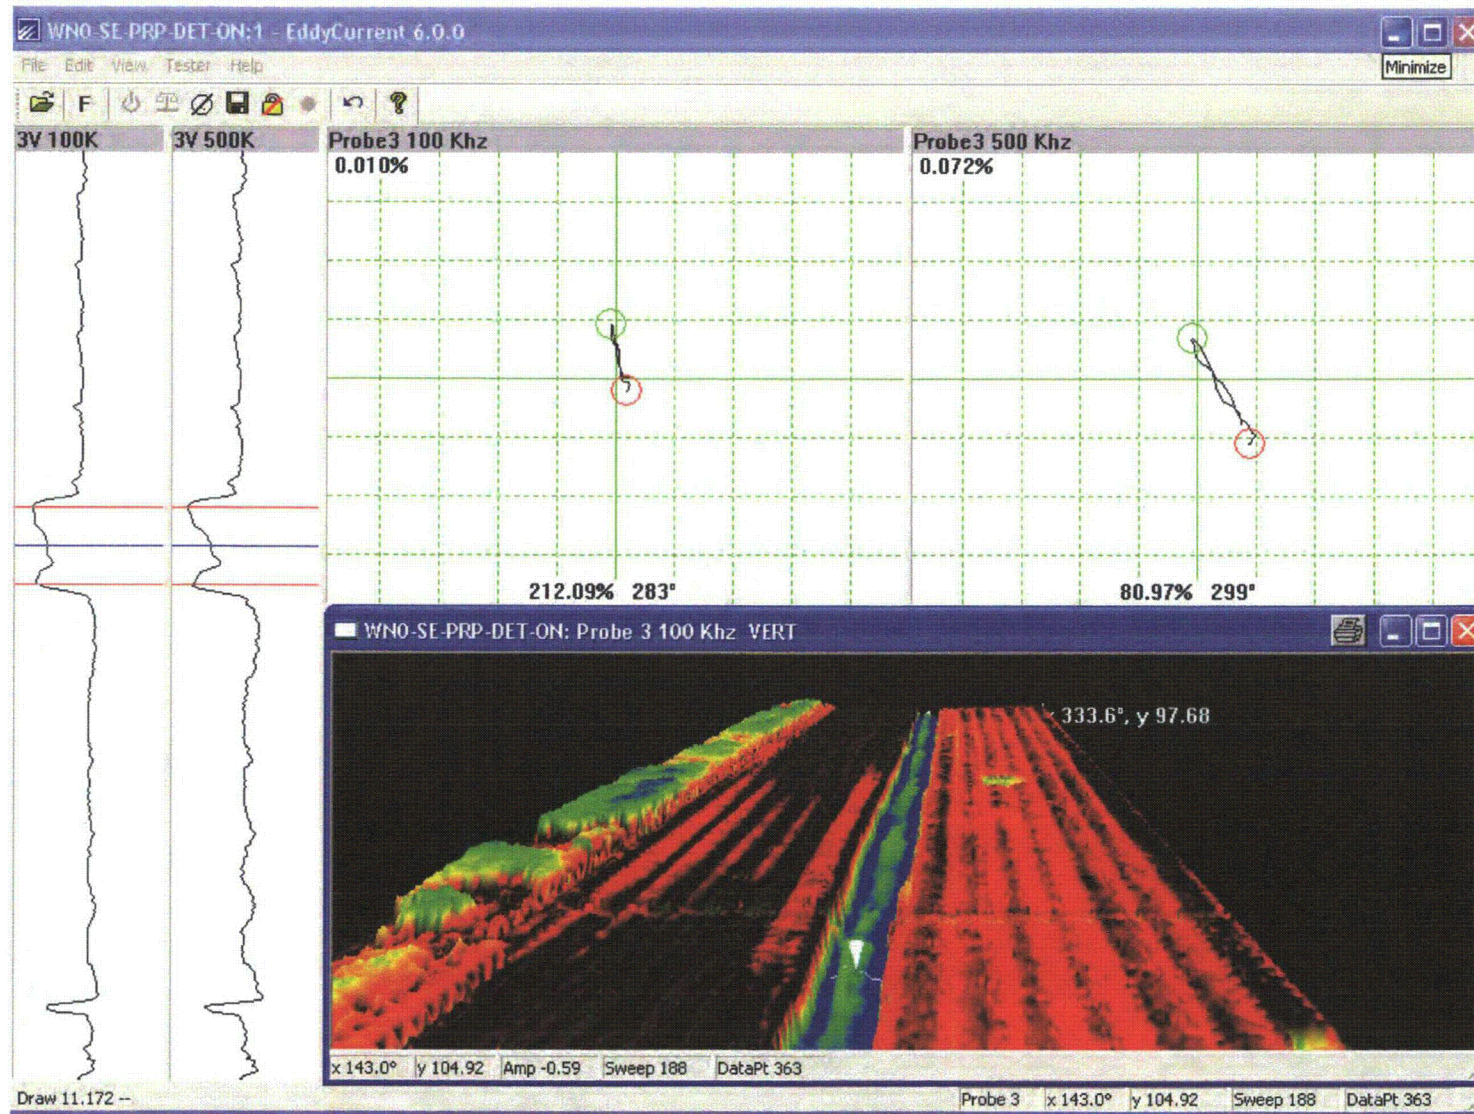 WN0-SE-PRP-DET-ON:1 - EddyCurrent 6.0.0
File Edit View Tester Help
Minimize
F
3V 100K
3V 500K
Probe3 100 Khz
0.010%
Probe3 500 Khz
0.072%
212.09% 283°
80.97% 299°
WN0-SE-PRP-DET-ON: Probe 3 100 Khz VERT
333.6°, y 97.68
x 143.0° y 104.92 Amp -0.59 Sweep 188 DataPt 363
Draw 11.172 --
Probe 3 x 143.0° y 104.92 Sweep 188 DataPt 363